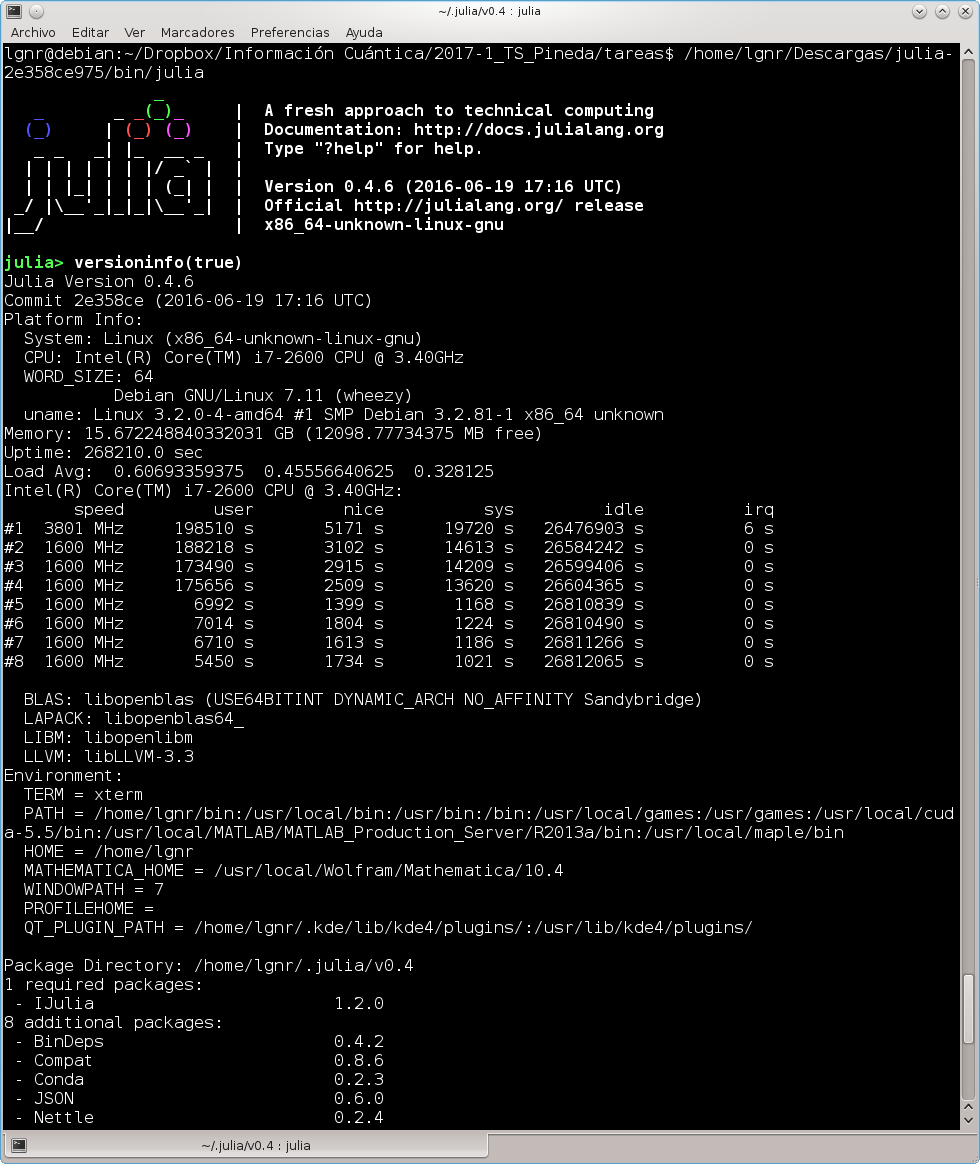 ~/.julia/v0.4 : julia
Archivo Editar Ver Marcadores Preferencias Ayuda
lgnr@debian:~/Dropbox/Información Cuántica/2017-1_TS_Pineda/tareas$ /home/lgnr/Descargas/julia-
2e358ce975/bin/julia
               _
   _       _ _(_)_     |  A fresh approach to technical computing
  (_)     | (_) (_)    |  Documentation: http://docs.julialang.org
   _ _   _| |_  __ _   |  Type "?help" for help.
  | | | | | | |/ _` |  |
  | | |_| | | | (_| |  |  Version 0.4.6 (2016-06-19 17:16 UTC)
 _/ |\__'_|_|_|\__'_|  |  Official http://julialang.org/ release
|__/                   |  x86_64-unknown-linux-gnu
julia> versioninfo(true)
Julia Version 0.4.6
Commit 2e358ce (2016-06-19 17:16 UTC)
Platform Info:
  System: Linux (x86_64-unknown-linux-gnu)
  CPU: Intel(R) Core(TM) i7-2600 CPU @ 3.40GHz
  WORD_SIZE: 64
           Debian GNU/Linux 7.11 (wheezy)
  uname: Linux 3.2.0-4-amd64 #1 SMP Debian 3.2.81-1 x86_64 unknown
Memory: 15.672248840332031 GB (12098.77734375 MB free)
Uptime: 268210.0 sec
Load Avg:  0.60693359375  0.45556640625  0.328125
Intel(R) Core(TM) i7-2600 CPU @ 3.40GHz:
       speed         user         nice          sys         idle          irq
#1  3801 MHz     198510 s       5171 s      19720 s   26476903 s          6 s
#2  1600 MHz     188218 s       3102 s      14613 s   26584242 s          0 s
#3  1600 MHz     173490 s       2915 s      14209 s   26599406 s          0 s
#4  1600 MHz     175656 s       2509 s      13620 s   26604365 s          0 s
#5  1600 MHz       6992 s       1399 s       1168 s   26810839 s          0 s
#6  1600 MHz       7014 s       1804 s       1224 s   26810490 s          0 s
#7  1600 MHz       6710 s       1613 s       1186 s   26811266 s          0 s
#8  1600 MHz       5450 s       1734 s       1021 s   26812065 s          0 s
  BLAS: libopenblas (USE64BITINT DYNAMIC_ARCH NO_AFFINITY Sandybridge)
  LAPACK: libopenblas64_
  LIBM: libopenlibm
  LLVM: libLLVM-3.3
Environment:
  TERM = xterm
  PATH = /home/lgnr/bin:/usr/local/bin:/usr/bin:/bin:/usr/local/games:/usr/games:/usr/local/cud
a-5.5/bin:/usr/local/MATLAB/MATLAB_Production_Server/R2013a/bin:/usr/local/maple/bin
  HOME = /home/lgnr
  MATHEMATICA_HOME = /usr/local/Wolfram/Mathematica/10.4
  WINDOWPATH = 7
  PROFILEHOME =
  QT_PLUGIN_PATH = /home/lgnr/.kde/lib/kde4/plugins/:/usr/lib/kde4/plugins/
Package Directory: /home/lgnr/.julia/v0.4
1 required packages:
 - IJulia                        1.2.0
8 additional packages:
 - BinDeps                       0.4.2
 - Compat                        0.8.6
 - Conda                         0.2.3
 - JSON                          0.6.0
 - Nettle                        0.2.4
~/.julia/v0.4 : julia